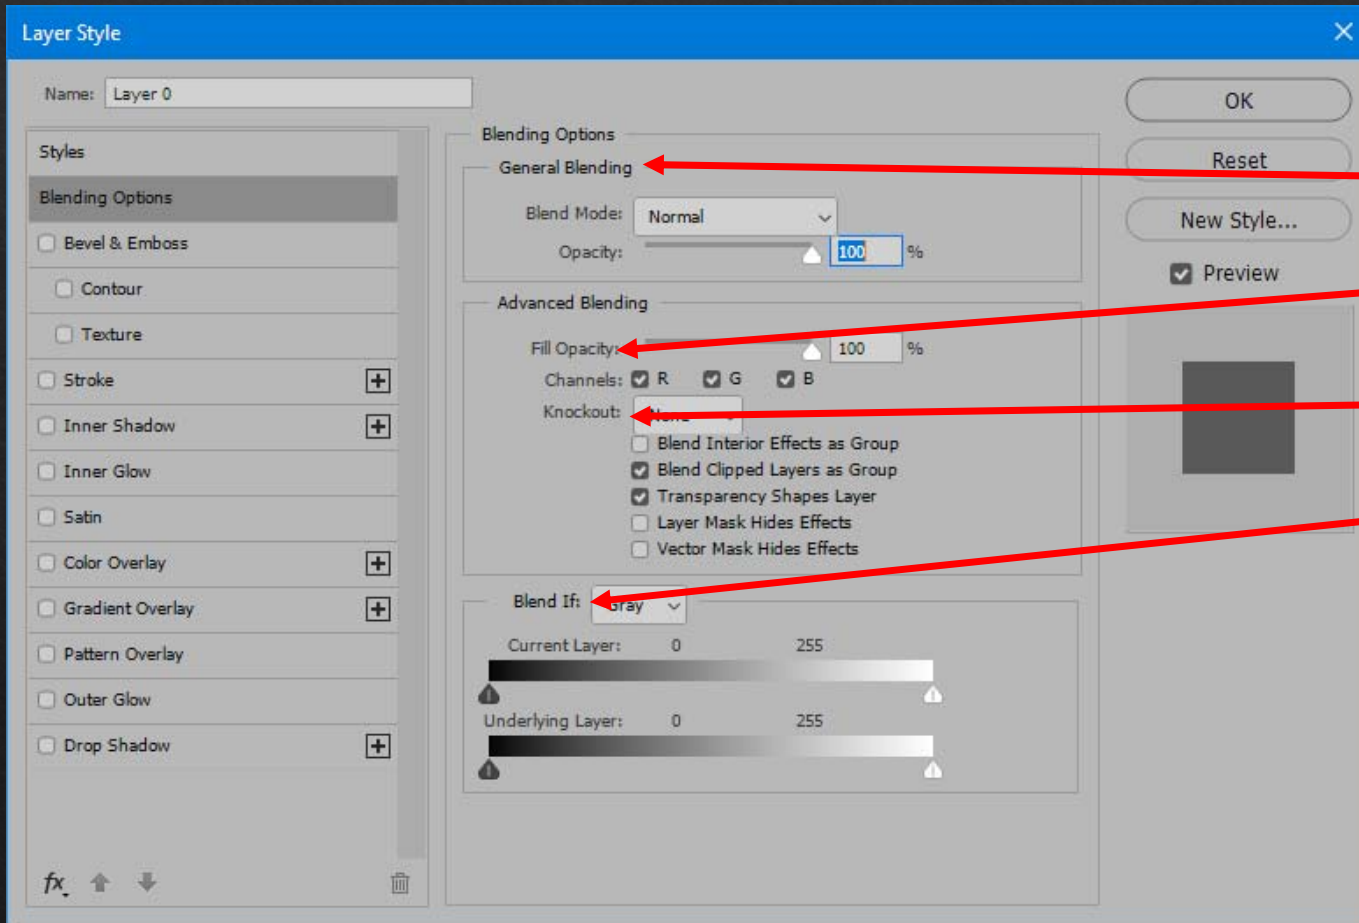 Layer Style
Name: Layer 0
Styles
Blending Options
Bevel & Emboss
Contour
Texture
Stroke
Inner Shadow
Inner Glow
Satin
Color Overlay
Gradient Overlay
Pattern Overlay
Outer Glow
Drop Shadow
fx
Blending Options
General Blending
Blend Mode: Normal
Opacity: 100 %
Advanced Blending
Fill Opacity: 100 %
Channels: R G B
Knockout:
Blend Interior Effects as Group
Blend Clipped Layers as Group
Transparency Shapes Layer
Layer Mask Hides Effects
Vector Mask Hides Effects
Blend If: Gray
Current Layer: 0 255
Underlying Layer: 0 255
OK
Reset
New Style...
Preview